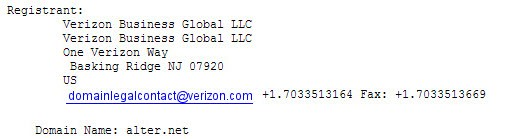 Registrant:
Verizon Business Global LLC
Verizon Business Global LLC
One Verizon Way
Basking Ridge NJ 07920
US
domainlegalcontact@verizon.com +1.7033513164 Fax: +1.7033513669
Domain Name: alter.net